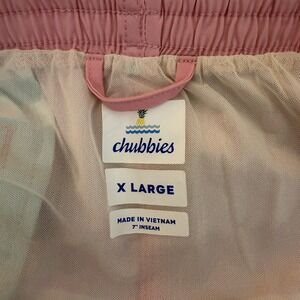 chubbies
X LARGE
MADE IN VIETNAM
7" INSEAM